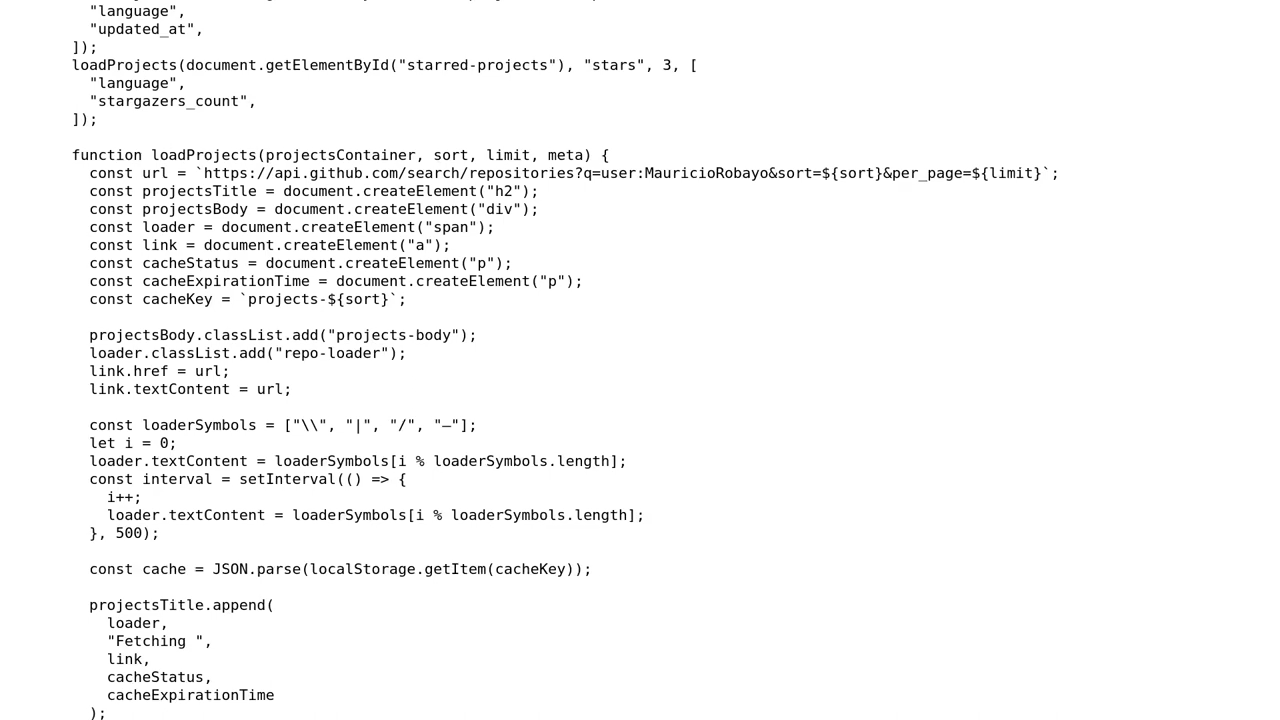 "language",
"updated_at",
]);
loadProjects(document.getElementById("starred-projects"), "stars", 3, [
"language",
"stargazers_count",
]);
function loadProjects(projectsContainer, sort, limit, meta) {
const url = `https://api.github.com/search/repositories?q=user:MauricioRobayo&sort=${sort}&per_page=${limit}`;
const projectsTitle = document.createElement("h2");
const projectsBody = document.createElement("div");
const loader = document.createElement("span");
const link = document.createElement("a");
const cacheStatus = document.createElement("p");
const cacheExpirationTime = document.createElement("p");
const cacheKey = `projects-${sort}`;
projectsBody.classList.add("projects-body");
loader.classList.add("repo-loader");
link.href = url;
link.textContent = url;
const loaderSymbols = ["\\", "|", "/", "—"];
let i = 0;
loader.textContent = loaderSymbols[i % loaderSymbols.length];
const interval = setInterval(() => {
i++;
loader.textContent = loaderSymbols[i % loaderSymbols.length];
}, 500);
const cache = JSON.parse(localStorage.getItem(cacheKey));
projectsTitle.append(
loader,
"Fetching ",
link,
cacheStatus,
cacheExpirationTime
);